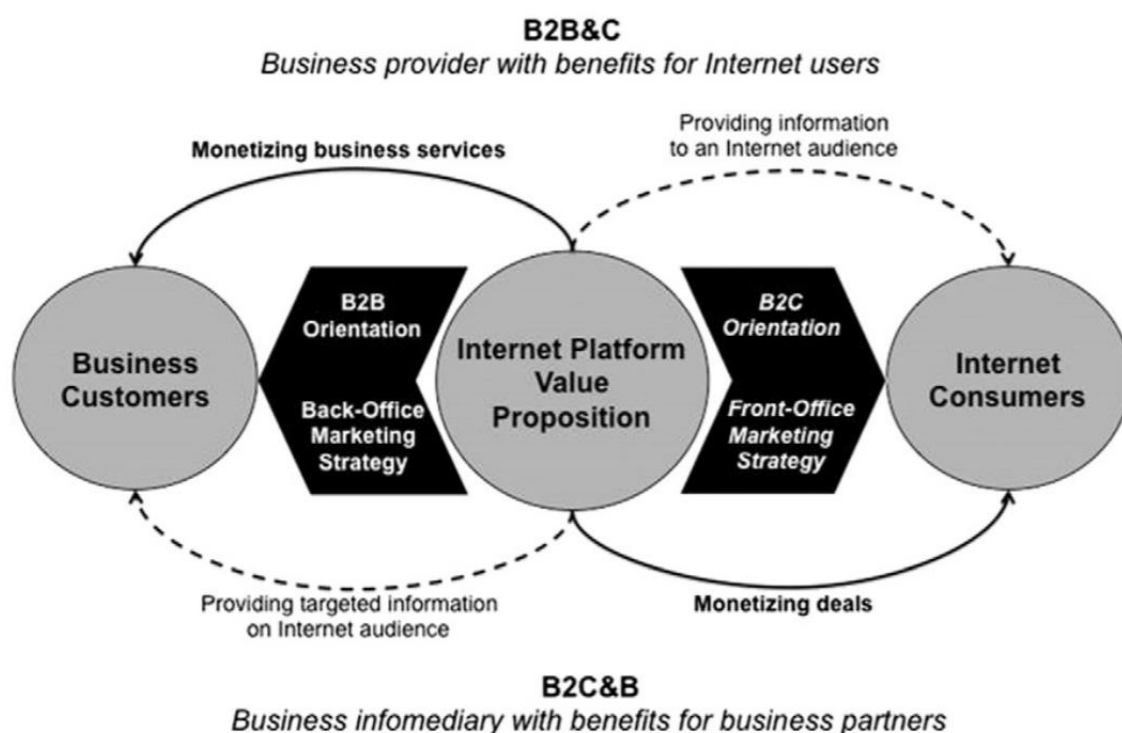 B2B&C
Business provider with benefits for Internet users
Providing information
to an Internet audience
Monetizing business services
B2B
Orientation
B2C
Orientation
Business
Customers
Internet Platform
Value
Proposition
Internet
Consumers
Back-Office
Marketing
Strategy
Front-Office
Marketing
Strategy
Providing targeted information
on Internet audience
Monetizing deals
B2C&B
Business infomediary with benefits for business partners